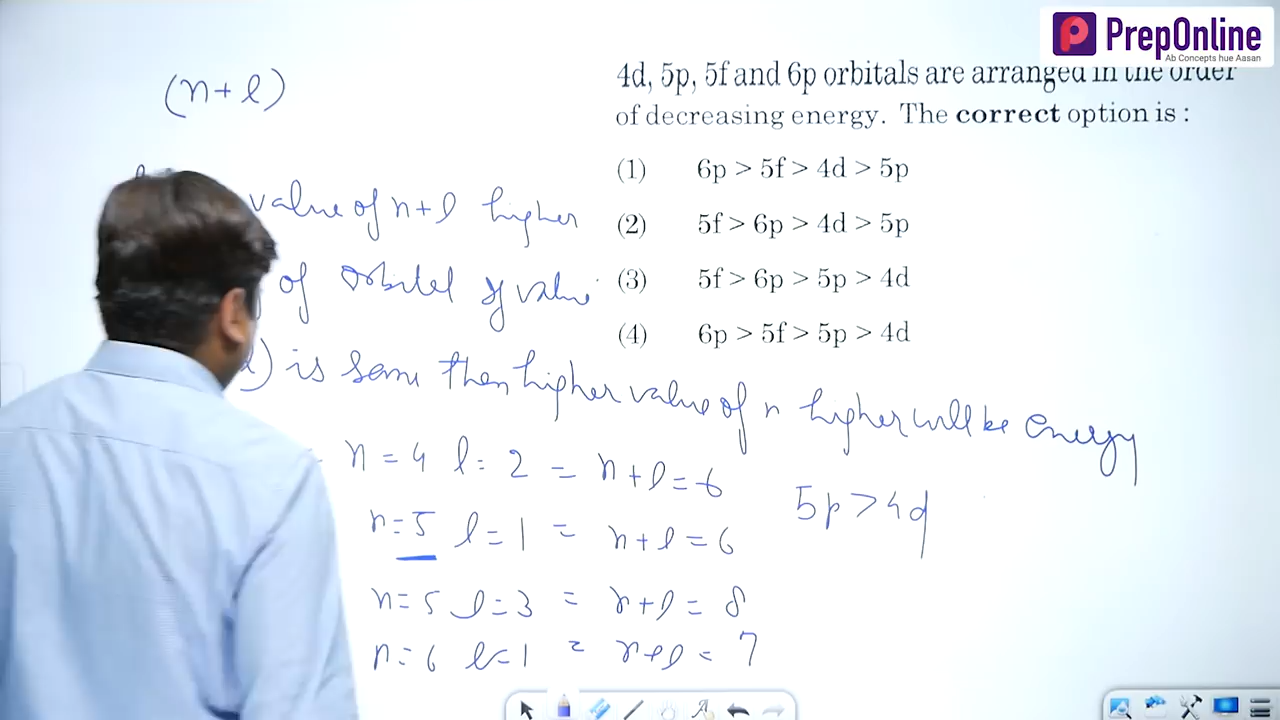 PrepOnline
Ab Concepts hue Aasan
(n+l)
4d, 5p, 5f and 6p orbitals are arranged in the order
of decreasing energy. The correct option is :
(1) 6p > 5f > 4d > 5p
(2) 5f > 6p > 4d > 5p
(3) 5f > 6p > 5p > 4d
(4) 6p > 5f > 5p > 4d
value of n+l higher
of orbital if value
) is same then higher value of n higher will be energy
n = 4 l = 2 = n+l = 6
5p > 4d
n = 5 l = 1 = n+l = 6
n = 5 l = 3 = n+l = 8
n = 6 l = 1 = n+l = 7